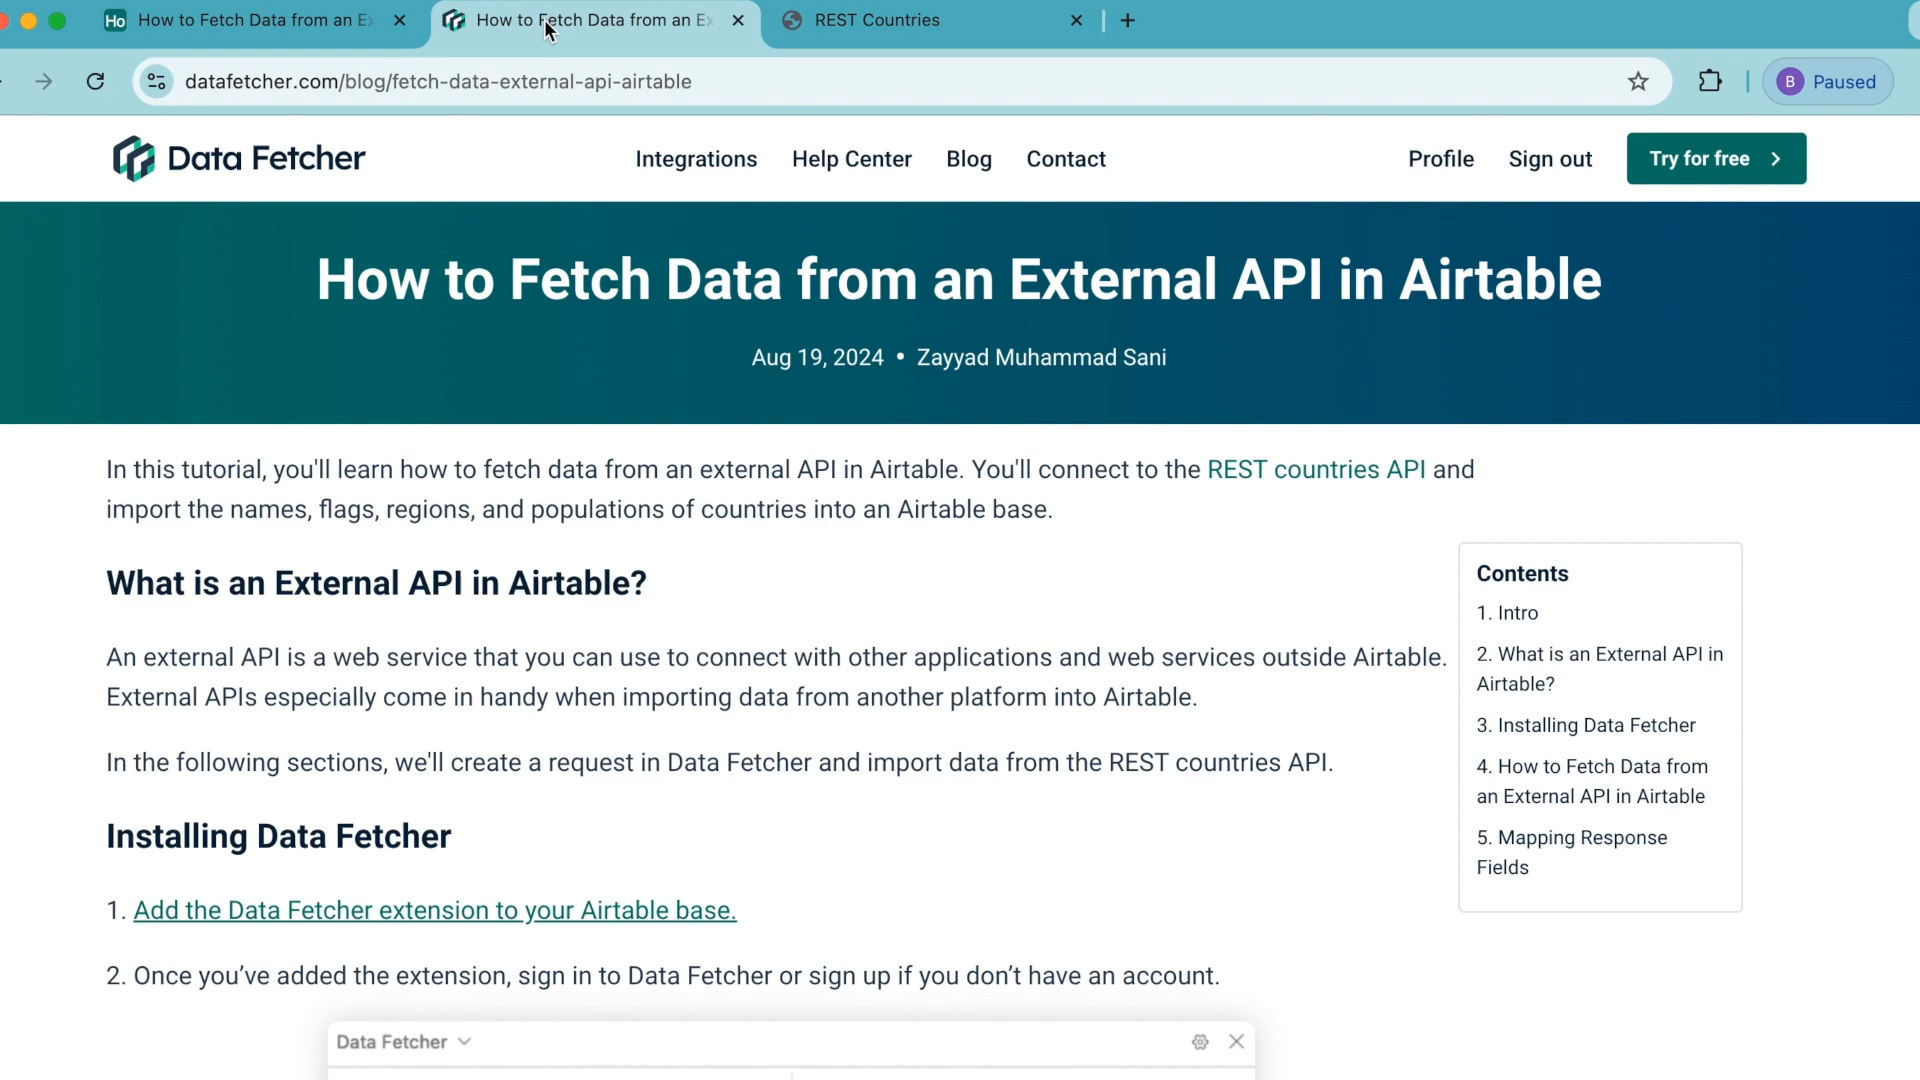 Ho How to Fetch Data from an Ex
How to Fetch Data from an Ex
REST Countries
datafetcher.com/blog/fetch-data-external-api-airtable
B Paused
Data Fetcher
Integrations Help Center Blog Contact
Profile Sign out Try for free
How to Fetch Data from an External API in Airtable
Aug 19, 2024 • Zayyad Muhammad Sani
In this tutorial, you'll learn how to fetch data from an external API in Airtable. You'll connect to the REST countries API and
import the names, flags, regions, and populations of countries into an Airtable base.
What is an External API in Airtable?
An external API is a web service that you can use to connect with other applications and web services outside Airtable.
External APIs especially come in handy when importing data from another platform into Airtable.
In the following sections, we'll create a request in Data Fetcher and import data from the REST countries API.
Installing Data Fetcher
1. Add the Data Fetcher extension to your Airtable base.
2. Once you’ve added the extension, sign in to Data Fetcher or sign up if you don’t have an account.
Data Fetcher
Contents
1. Intro
2. What is an External API in
Airtable?
3. Installing Data Fetcher
4. How to Fetch Data from
an External API in Airtable
5. Mapping Response
Fields